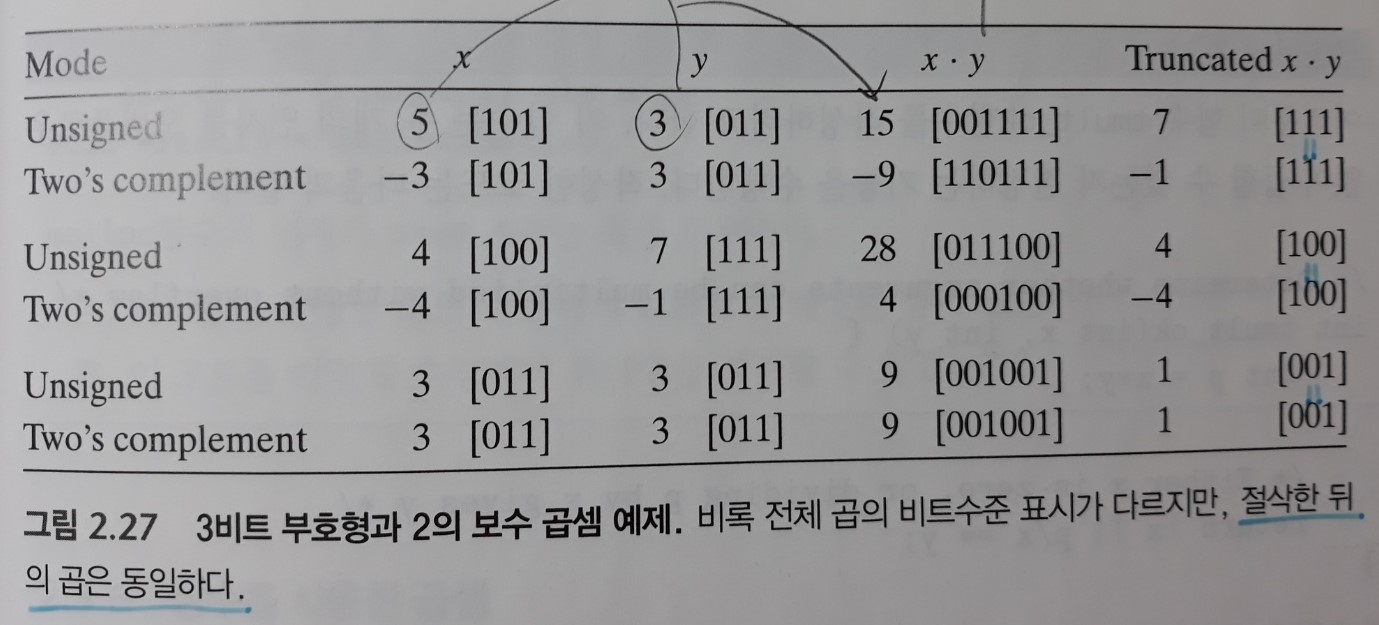 Mode x y x · y Truncated x · y
Unsigned 5 [101] 3 [011] 15 [001111] 7 [111]
Two's complement −3 [101] 3 [011] −9 [110111] −1 [111]
Unsigned 4 [100] 7 [111] 28 [011100] 4 [100]
Two's complement −4 [100] −1 [111] 4 [000100] −4 [100]
Unsigned 3 [011] 3 [011] 9 [001001] 1 [001]
Two's complement 3 [011] 3 [011] 9 [001001] 1 [001]
그림 2.27 3비트 부호형과 2의 보수 곱셈 예제. 비록 전체 곱의 비트수준 표시가 다르지만, 절삭한 뒤
의 곱은 동일하다.